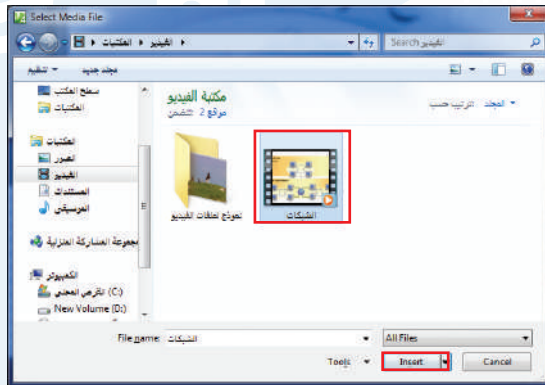 Select Media File
الفيديو ▸ المكتبات ▸
Search الفيديو
تنظيم ▾ مجلد جديد
سطح المكتب
المكتبات
المكتبات
الصور
الفيديو
المستندات
الموسيقى
مجموعة المشاركة المنزلية
الكمبيوتر
القرص المحلي (C:)
New Volume (D:)
مكتبة الفيديو
تتضمن: 2 مواقع
ترتيب حسب: المجلد ▾
نموذج لملفات الفيديو
الشبكات
File name: الشبكات
All Files
Tools Insert Cancel